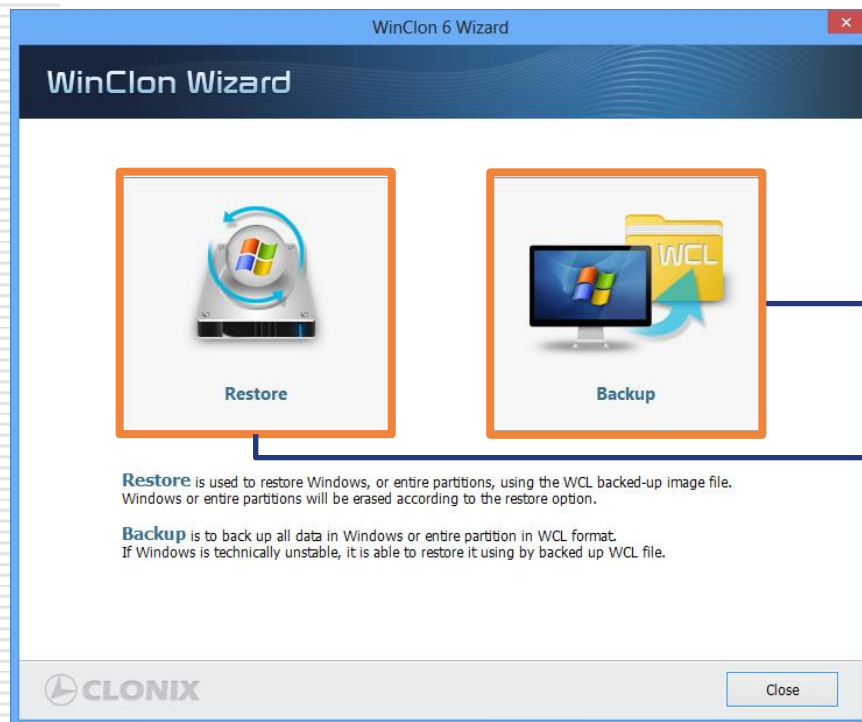 WinClon 6 Wizard
WinClon Wizard
WCL
Restore
Backup
Restore is used to restore Windows, or entire partitions, using the WCL backed-up image file.
Windows or entire partitions will be erased according to the restore option.
Backup is to back up all data in Windows or entire partition in WCL format.
If Windows is technically unstable, it is able to restore it using by backed up WCL file.
CLONIX
Close